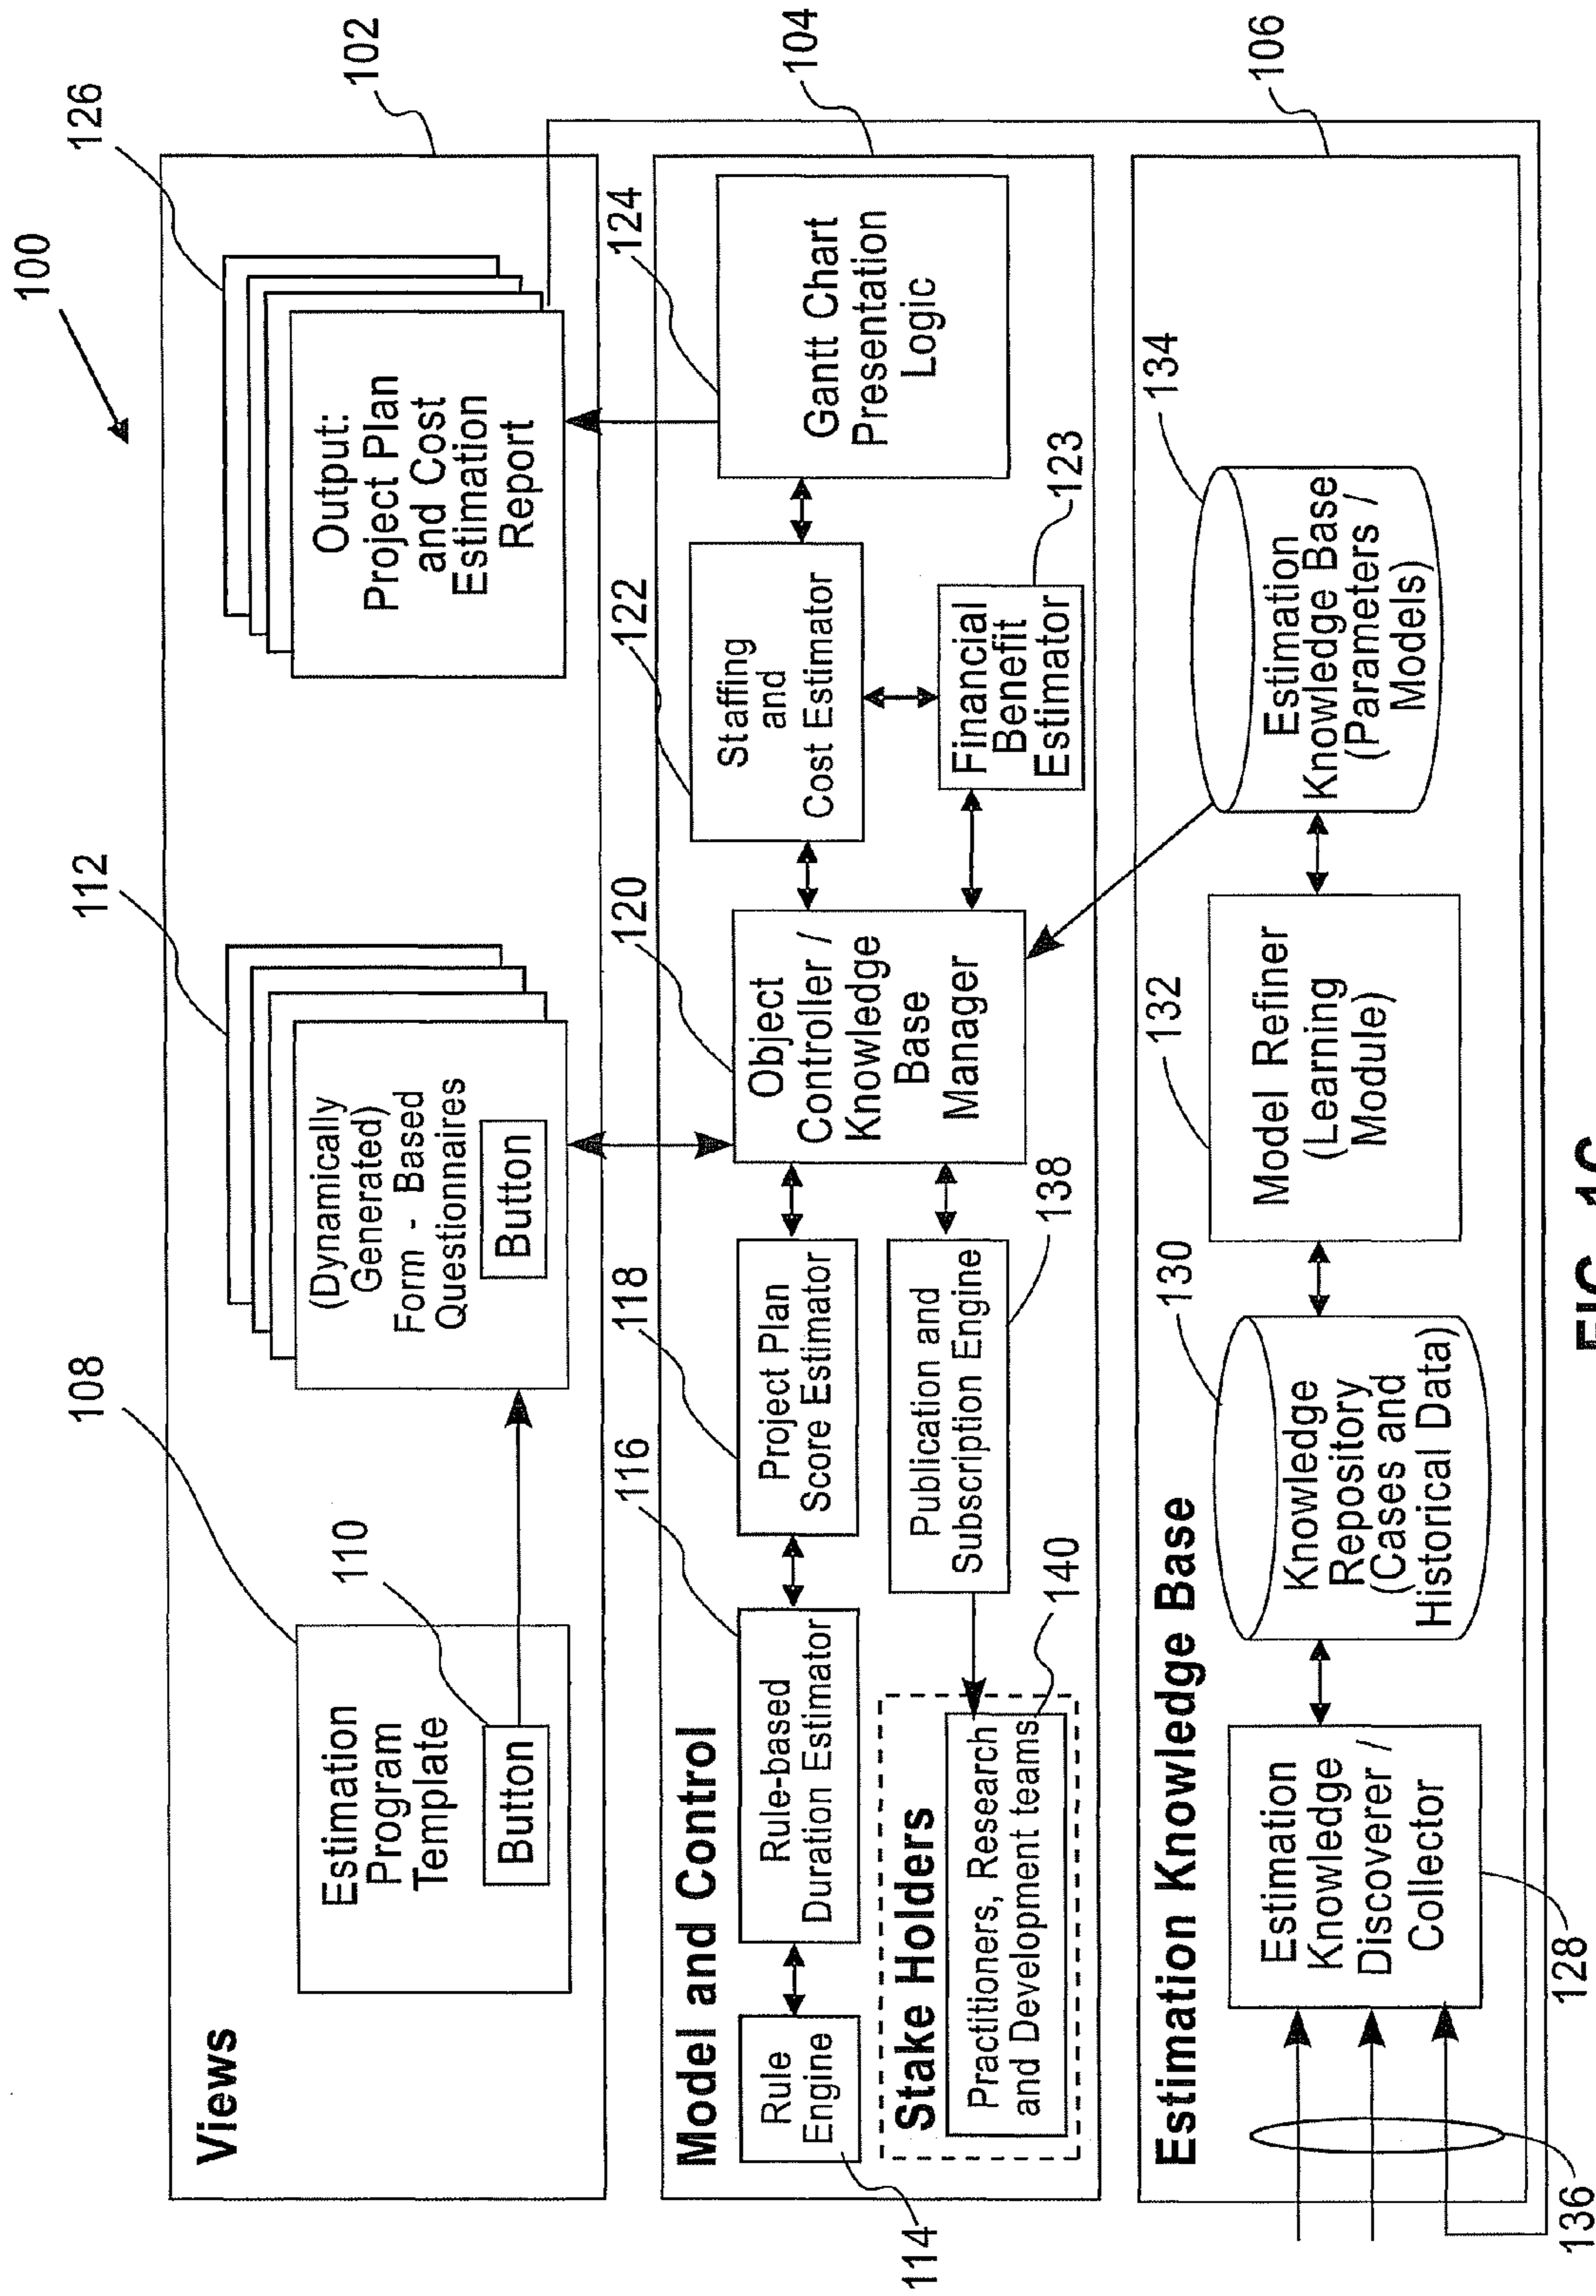 100
Views
102
Estimation
Program
Template
Button
108
110
(Dynamically
Generated)
Form - Based
Questionnaires
Button
112
Output:
Project Plan
and Cost
Estimation
Report
126
Model and Control
104
Rule
Engine
114
Rule-based
Duration Estimator
116
Project Plan
Score Estimator
118
Object
Controller /
Knowledge
Base
Manager
120
Staffing
and
Cost Estimator
122
Financial
Benefit
Estimator
123
Gantt Chart
Presentation
Logic
124
Publication and
Subscription Engine
138
Stake Holders
Practitioners, Research
and Development teams
140
Estimation Knowledge Base
106
Estimation
Knowledge
Discoverer /
Collector
128
Knowledge
Repository
(Cases and
Historical Data)
130
Model Refiner
(Learning
Module)
132
Estimation
Knowledge Base
(Parameters /
Models)
134
136
FIG. 1C